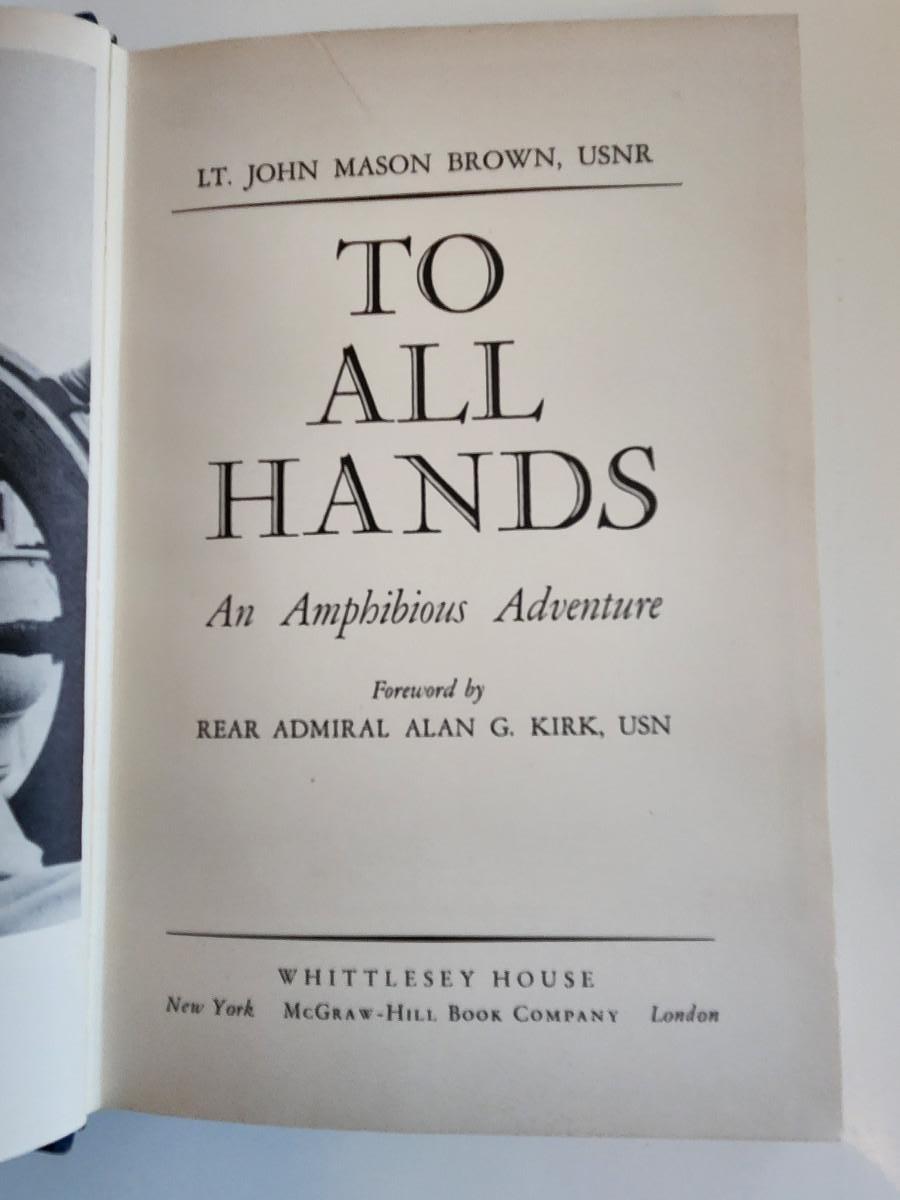 LT. JOHN MASON BROWN, USNR
TO
ALL
HANDS
An Amphibious Adventure
Foreword by
REAR ADMIRAL ALAN G. KIRK, USN
WHITTLESEY HOUSE
New York McGRAW-HILL BOOK COMPANY London